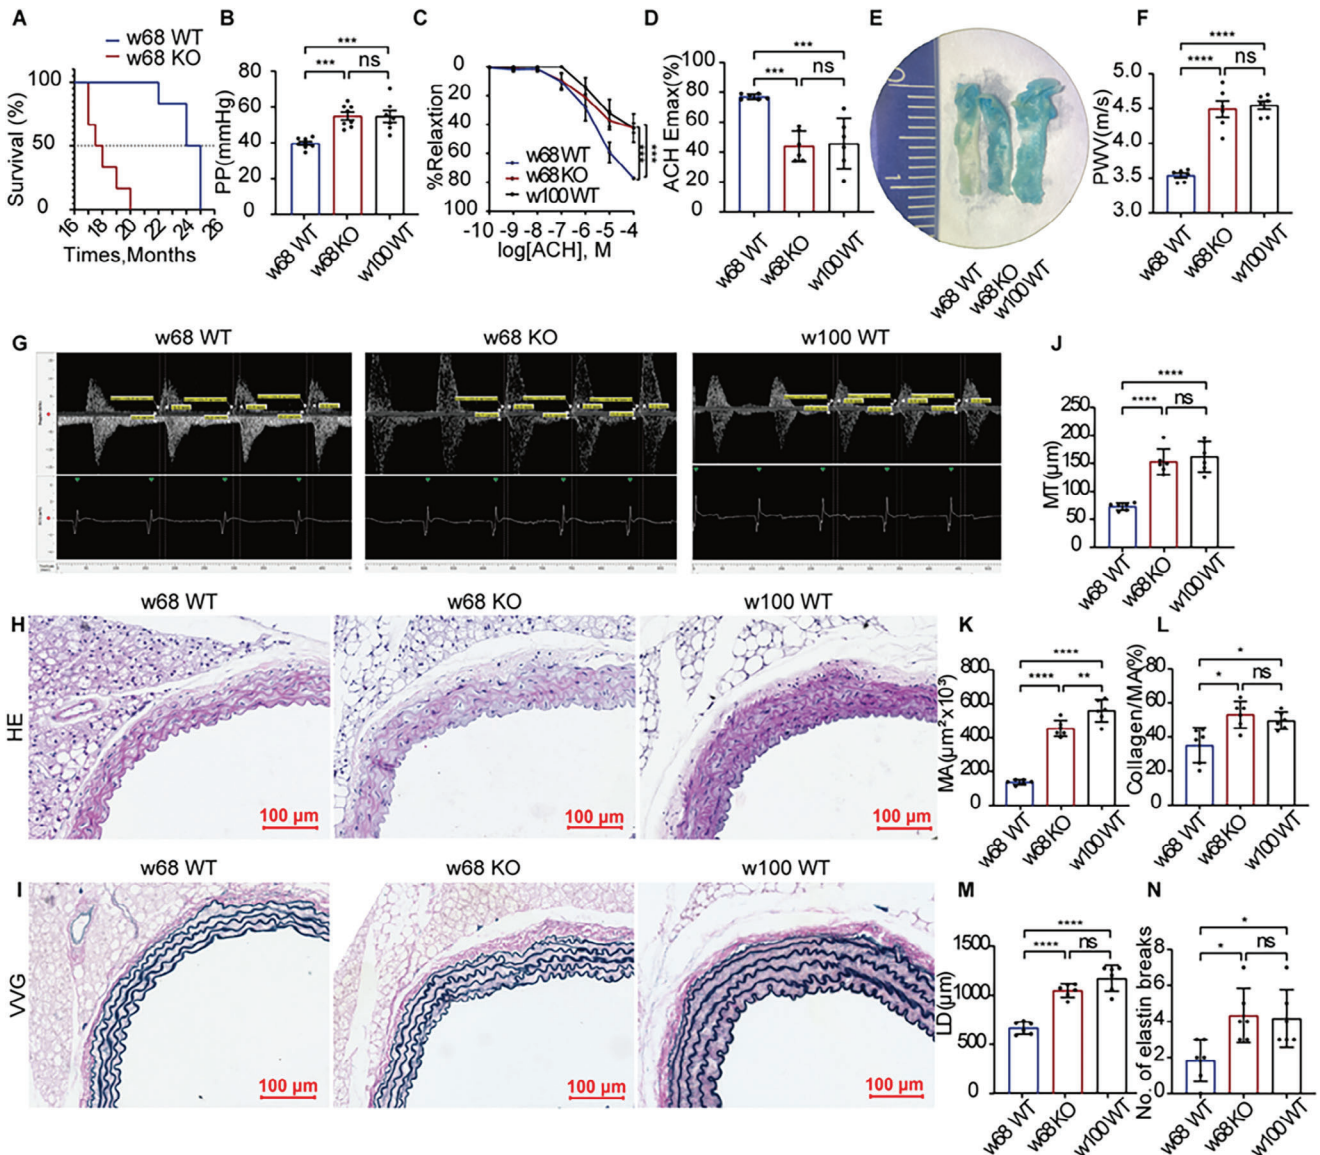 A
w68 WT
w68 KO
Survival (%)
100
50
0
16 18 20 22 24 26
Times,Months
B
PP(mmHg)
80
60
40
20
0
*** ns
***
w68 WT
w68 KO
w100 WT
C
%Relaxtion
0
20
40
60
80
100
w68 WT
w68 KO
w100 WT
***
-10 -9 -8 -7 -6 -5 -4
log[ACH], M
D
ACH Emax(%)
100
80
60
40
20
0
***
*** ns
w68 WT
w68 KO
w100 WT
E
w68 WT
w68 KO
w100 WT
F
PWV(m/s)
5.0
4.5
4.0
3.5
3.0
****
**** ns
w68 WT
w68 KO
w100 WT
G
w68 WT
w68 KO
w100 WT
J
MT(µm)
250
200
150
100
50
0
****
**** ns
w68 WT
w68 KO
w100 WT
H
HE
w68 WT
w68 KO
w100 WT
100 µm
100 µm
100 µm
K
MA(µm²x10³)
800
600
400
200
0
****
**** **
w68 WT
w68 KO
w100 WT
L
Collagen/MA(%)
80
60
40
20
0
*
* ns
w68 WT
w68 KO
w100 WT
I
VVG
w68 WT
w68 KO
w100 WT
100 µm
100 µm
100 µm
M
LD(µm)
1500
1000
500
0
****
**** ns
w68 WT
w68 KO
w100 WT
N
No. of elastin breaks
8
6
4
2
0
*
* ns
w68 WT
w68 KO
w100 WT